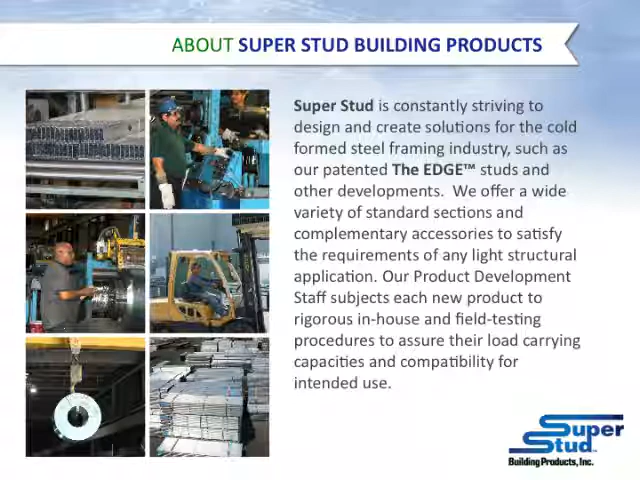 ABOUT SUPER STUD BUILDING PRODUCTS
Super Stud is constantly striving to
design and create solutions for the cold
formed steel framing industry, such as
our patented The EDGE™ studs and
other developments.  We offer a wide
variety of standard sections and
complementary accessories to satisfy
the requirements of any light structural
application. Our Product Development
Staff subjects each new product to
rigorous in-house and field-testing
procedures to assure their load carrying
capacities and compatibility for
intended use.
Super
Stud
Building Products, Inc.